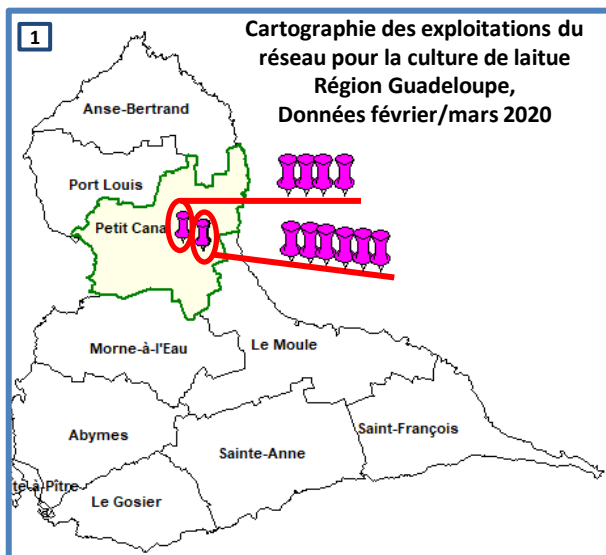 1
Cartographie des exploitations du
réseau pour la culture de laitue
Région Guadeloupe,
Données février/mars 2020
Anse-Bertrand
Port Louis
Petit Cana
Morne-à-l'Eau
Le Moule
Abymes
Sainte-Anne
Saint-François
te-à-Pître
Le Gosier